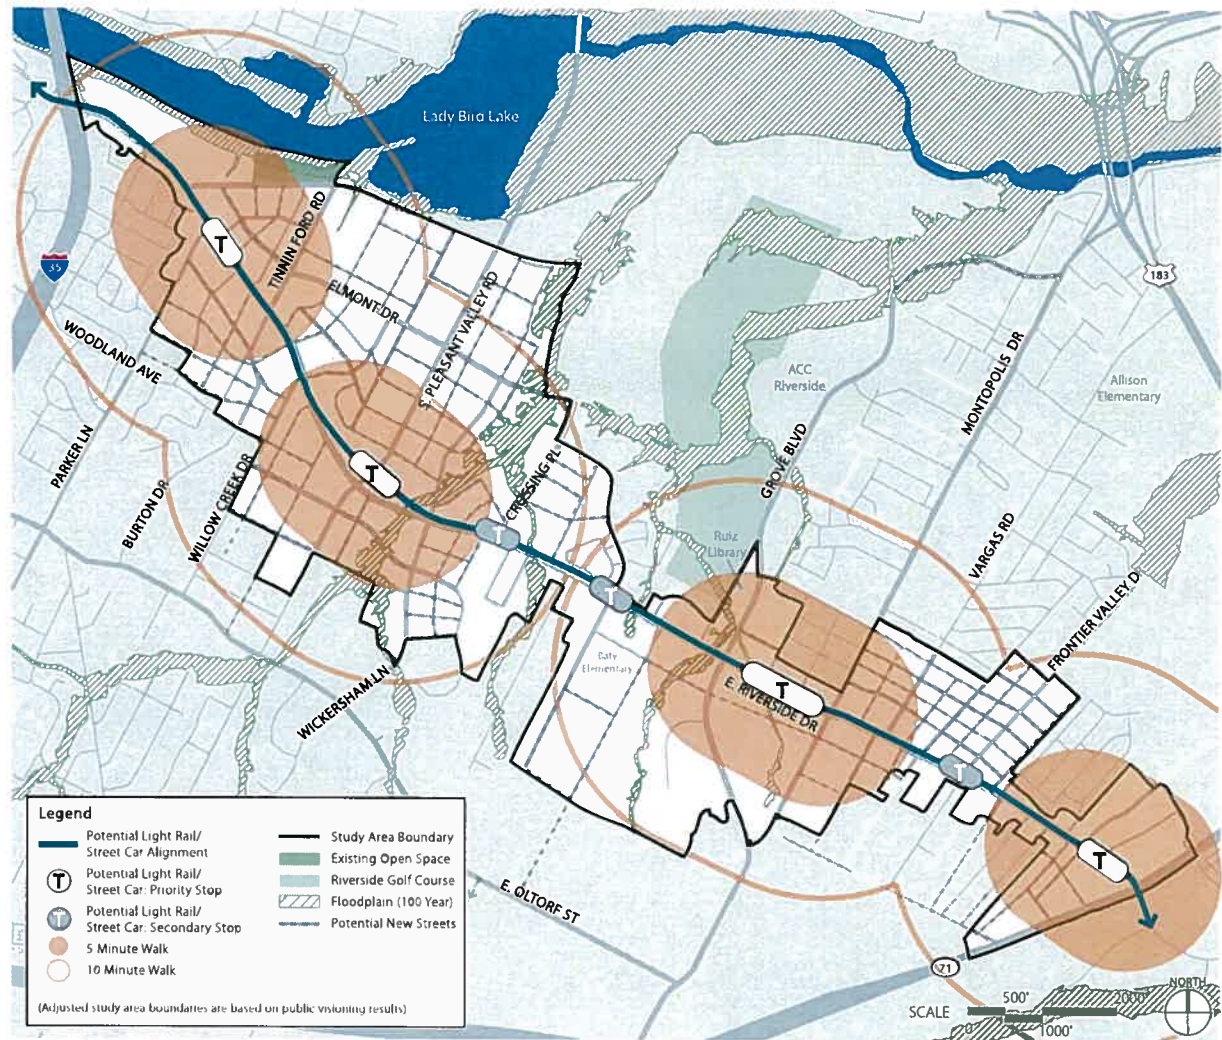 Lady Bird Lake
35
183
TINNIN FORD RD
ELMONT DR
S. PLEASANT VALLEY RD
WOODLAND AVE
PARKER LN
BURTON DR
WILLOW CREEK DR
CROSSING PL
WICKERSHAM LN
ACC
Riverside
GROVE BLVD
MONTOPOLIS DR
Allison
Elementary
VARGAS RD
FRONTIER VALLEY D
Ruiz
Library
Baty
Elementary
E. RIVERSIDE DR
T
T
T
T
T
T
T
E. OLTORF ST
71
Legend
Potential Light Rail/
Street Car Alignment
T
Potential Light Rail/
Street Car: Priority Stop
T
Potential Light Rail/
Street Car: Secondary Stop
5 Minute Walk
10 Minute Walk
Study Area Boundary
Existing Open Space
Riverside Golf Course
Floodplain (100 Year)
Potential New Streets
(Adjusted study area boundaries are based on public visioning results)
SCALE
0
500'
1000'
2000'
NORTH